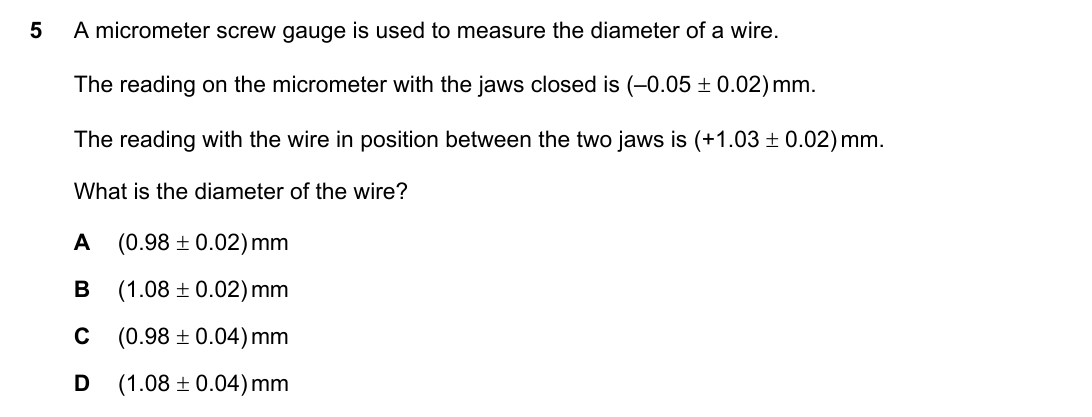 5 A micrometer screw gauge is used to measure the diameter of a wire.
The reading on the micrometer with the jaws closed is (–0.05 ± 0.02) mm.
The reading with the wire in position between the two jaws is (+1.03 ± 0.02) mm.
What is the diameter of the wire?
A (0.98 ± 0.02) mm
B (1.08 ± 0.02) mm
C (0.98 ± 0.04) mm
D (1.08 ± 0.04) mm